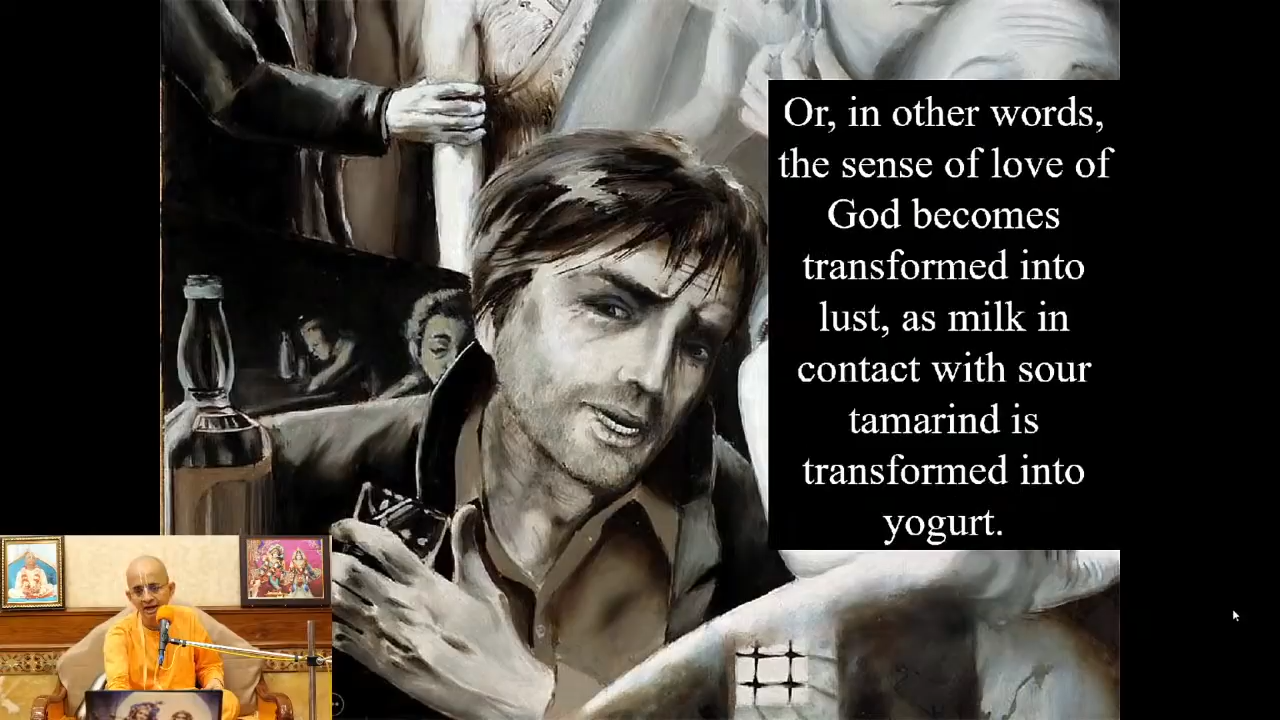 Or, in other words,
the sense of love of
God becomes
transformed into
lust, as milk in
contact with sour
tamarind is
transformed into
yogurt.